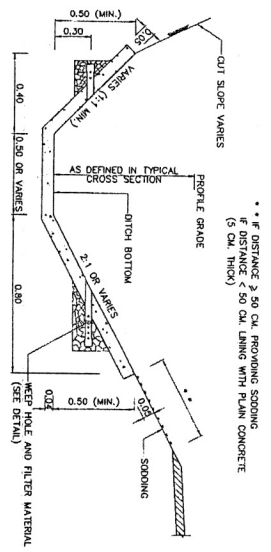 * * IF DISTANCE ≥ 50 CM. PROVIDING SODDING
IF DISTANCE < 50 CM. LINING WITH PLAIN CONCRETE
(5 CM. THICK)
CUT SLOPE VARIES
PROFILE GRADE
AS DEFINED IN TYPICAL
CROSS SECTION
DITCH BOTTOM
0.50 (MIN.)
0.30
0.05
VARIES (1:1 MIN.)
2:1 OR VARIES
* *
0.05
SODDING
0.50 (MIN.)
0.04
0.40
0.50 OR VARIES
0.80
WEEP HOLE AND FILTER MATERIAL
(SEE DETAIL)